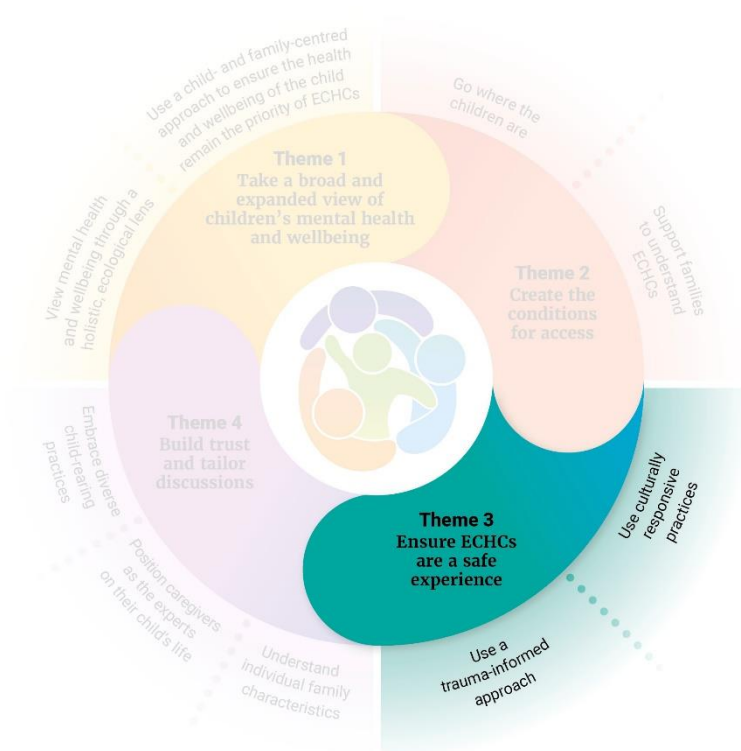 Use a child- and family-centred
approach to ensure the health
and wellbeing of the child
remain the priority of ECHCs
View mental health
and wellbeing through a
holistic, ecological lens
Theme 1
Take a broad and
expanded view of
children's mental health
and wellbeing
Go where the
children are
Support families
to understand
ECHCs
Theme 2
Create the
conditions
for access
Theme 3
Ensure ECHCs
are a safe
experience
Use culturally
responsive
practices
Use a
trauma-informed
approach
Theme 4
Build trust
and tailor
discussions
Embrace diverse
child-rearing
practices
Position caregivers
as the experts
on their child's life
Understand
individual family
characteristics